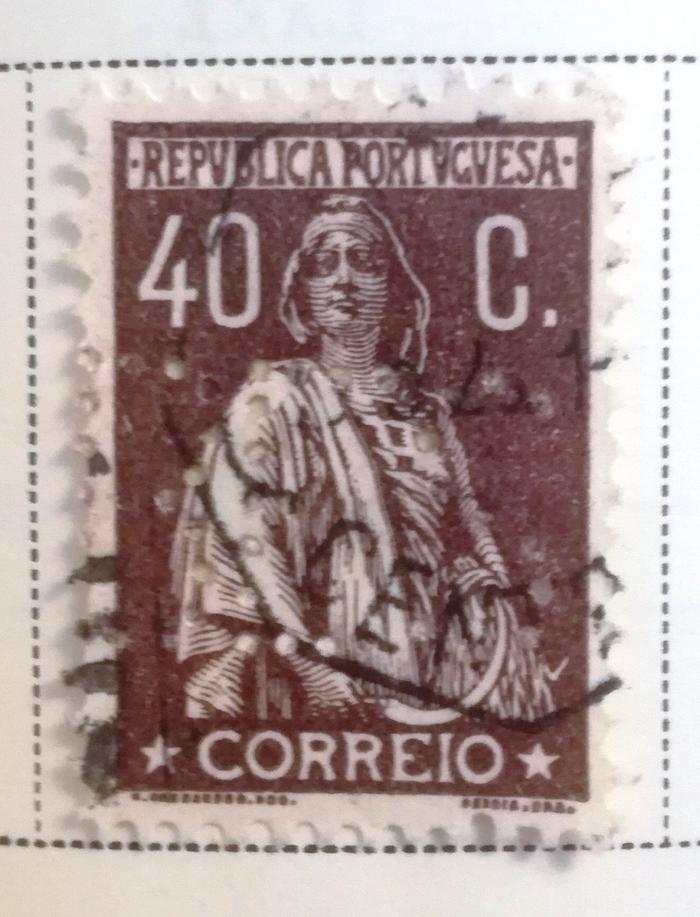 ·REPVBLICA PORTVGVESA·
40 C.
★ CORREIO ★